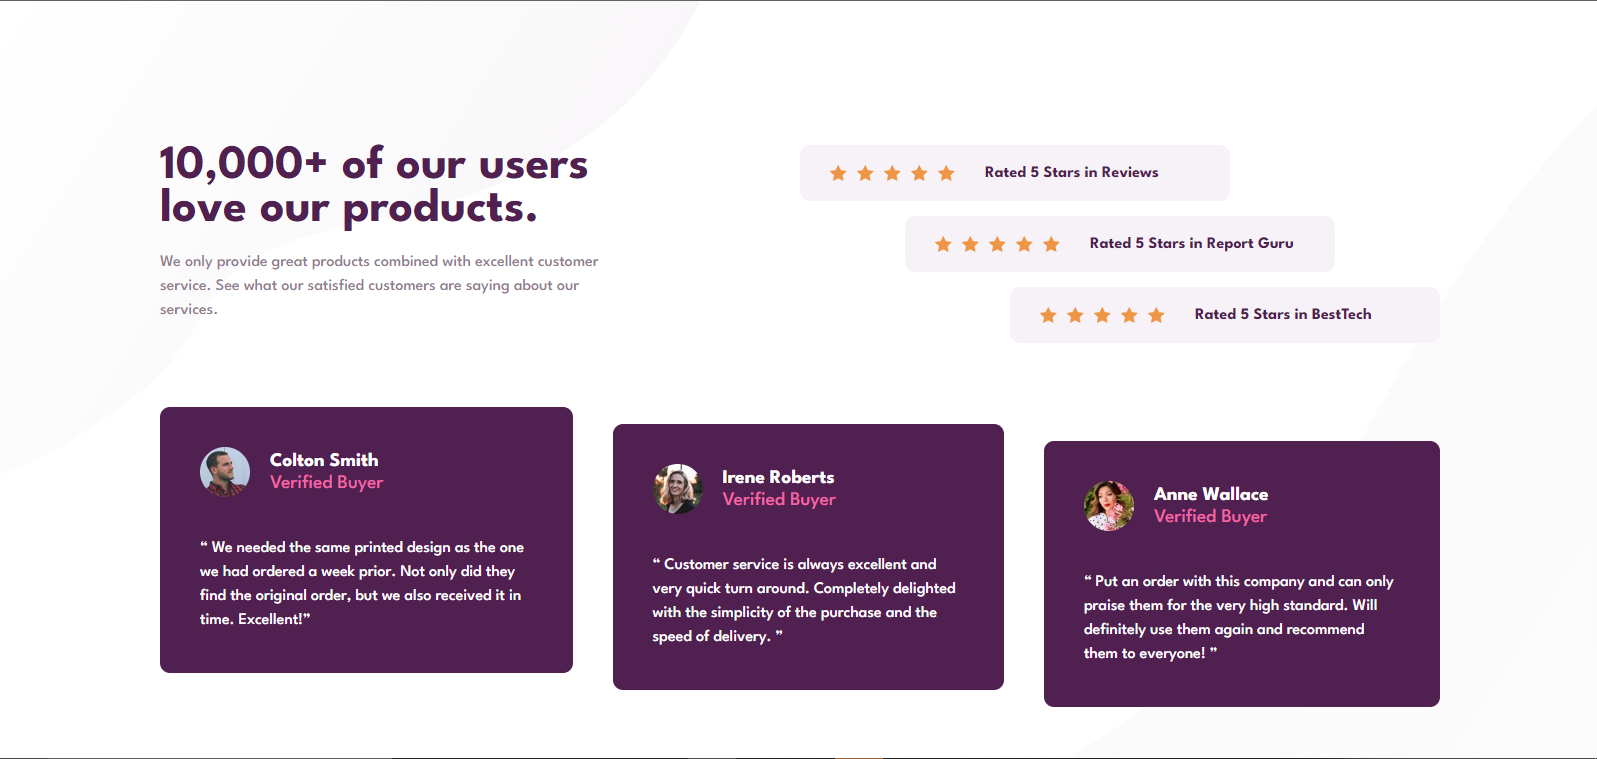 10,000+ of our users
love our products.
We only provide great products combined with excellent customer
service. See what our satisfied customers are saying about our
services.
Rated 5 Stars in Reviews
Rated 5 Stars in Report Guru
Rated 5 Stars in BestTech
Colton Smith
Verified Buyer
“ We needed the same printed design as the one
we had ordered a week prior. Not only did they
find the original order, but we also received it in
time. Excellent!”
Irene Roberts
Verified Buyer
“ Customer service is always excellent and
very quick turn around. Completely delighted
with the simplicity of the purchase and the
speed of delivery. ”
Anne Wallace
Verified Buyer
“ Put an order with this company and can only
praise them for the very high standard. Will
definitely use them again and recommend
them to everyone! ”